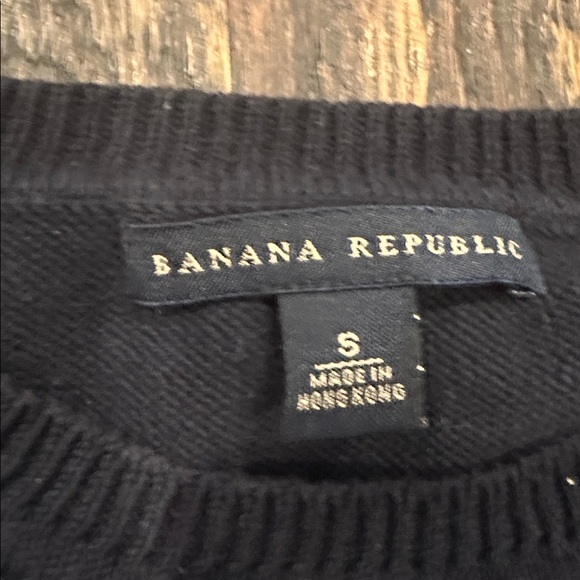 BANANA REPUBLIC
S
MADE IN
HONG KONG